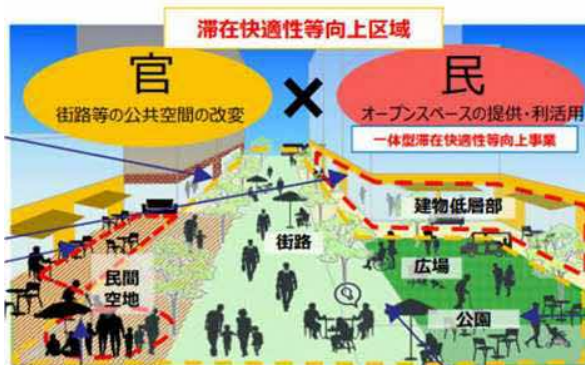 滞在快適性等向上区域
官
街路等の公共空間の改変
×
民
オープンスペースの提供・利活用
一体型滞在快適性等向上事業
建物低層部
街路
広場
民間
空地
公園